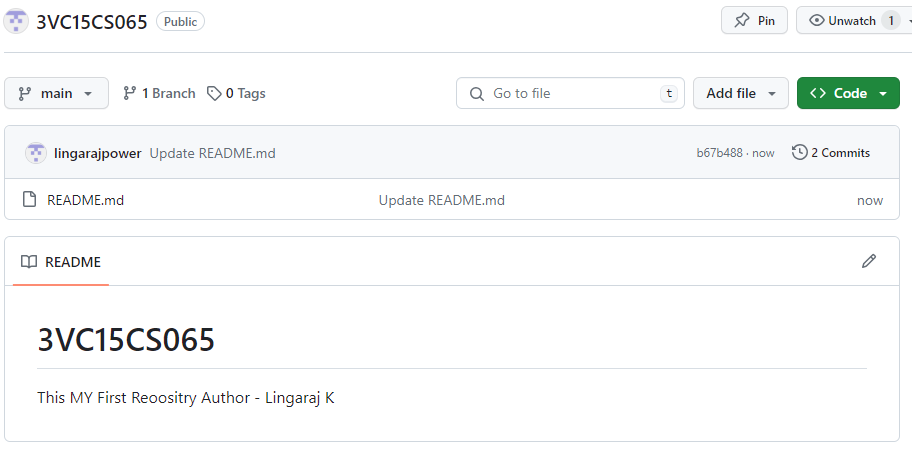 3VC15CS065 Public Pin Unwatch 1
main 1 Branch 0 Tags Go to file t Add file <> Code
lingarajpower Update README.md b67b488 · now 2 Commits
README.md Update README.md now
README
3VC15CS065
This MY First Reoositry Author - Lingaraj K